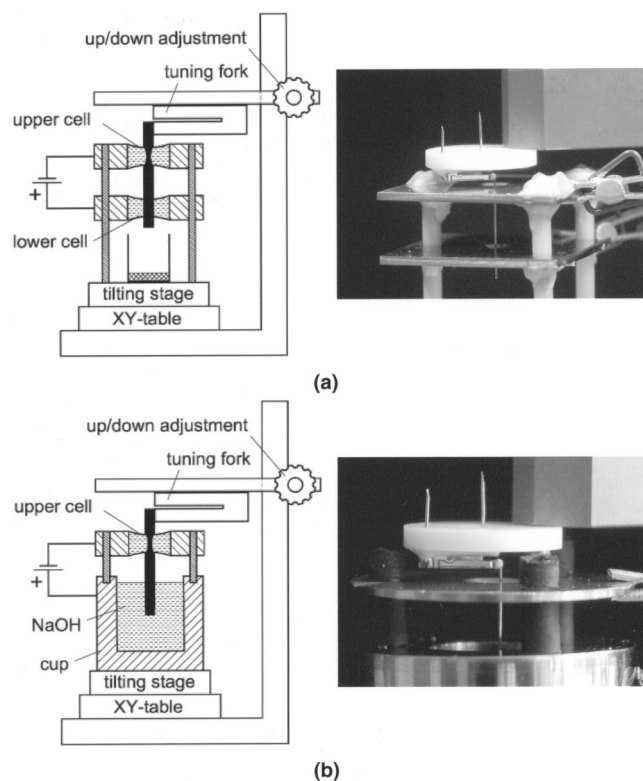 up/down adjustment
tuning fork
upper cell
+
lower cell
tilting stage
XY-table
(a)
up/down adjustment
tuning fork
upper cell
+
NaOH
cup
tilting stage
XY-table
(b)